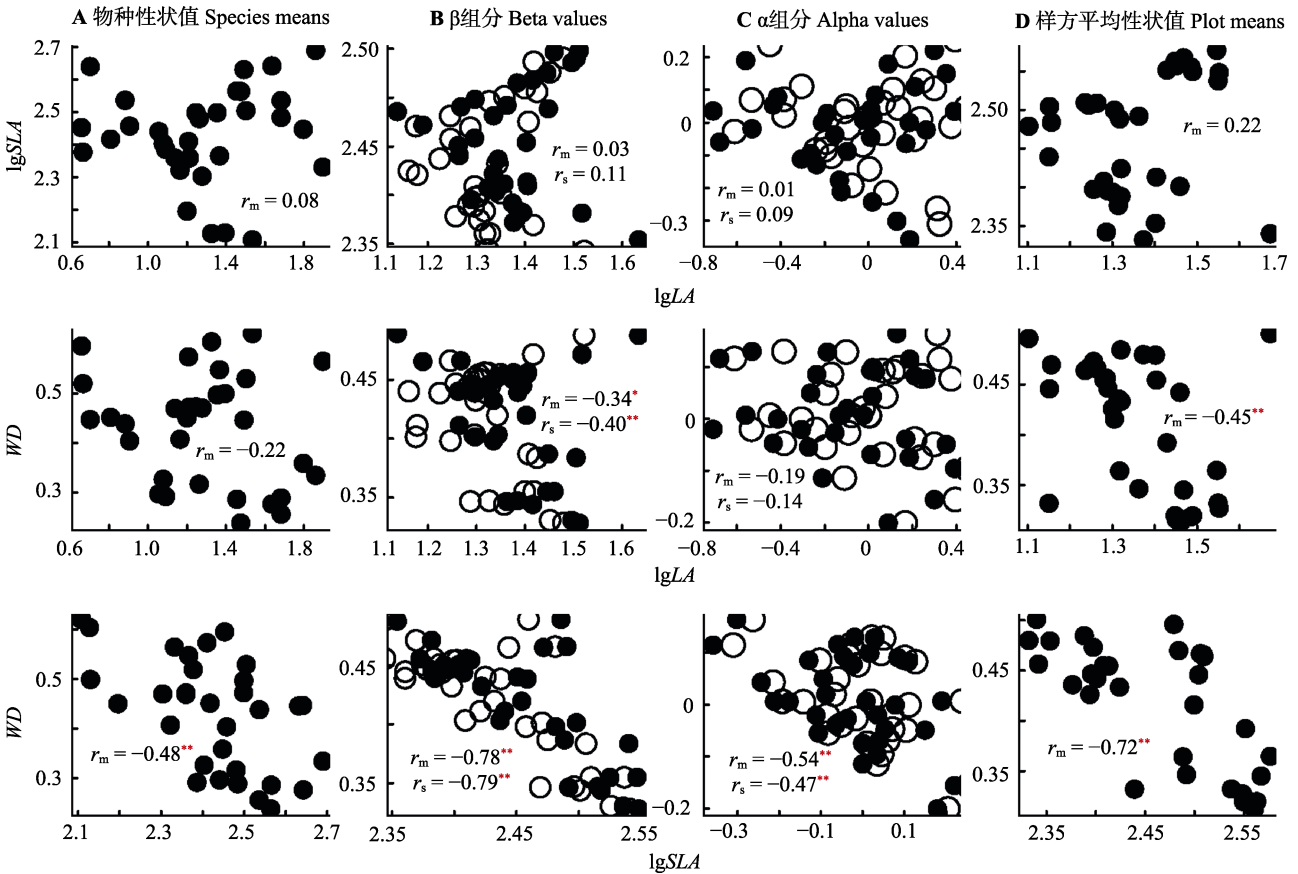 A 物种性状值 Species means
B β组分 Beta values
C α组分 Alpha values
D 样方平均性状值 Plot means
lgSLA
2.7
2.5
2.3
2.1
0.6 1.0 1.4 1.8
rm = 0.08
2.50
2.45
2.35
1.1 1.2 1.3 1.4 1.5 1.6
rm = 0.03
rs = 0.11
0.2
0
−0.3
−0.8 −0.4 0 0.4
rm = 0.01
rs = 0.09
2.50
2.35
1.1 1.3 1.5 1.7
rm = 0.22
lgLA
WD
0.5
0.3
0.6 1.0 1.4 1.8
rm = −0.22
0.45
0.35
1.1 1.2 1.3 1.4 1.5 1.6
rm = −0.34*
rs = −0.40**
0
−0.2
−0.8 −0.4 0 0.4
rm = −0.19
rs = −0.14
0.45
0.35
1.1 1.3 1.5
rm = −0.45**
lgLA
WD
0.5
0.3
2.1 2.3 2.5 2.7
rm = −0.48**
0.45
0.35
2.35 2.45 2.55
rm = −0.78**
rs = −0.79**
0
−0.2
−0.3 −0.1 0.1
rm = −0.54**
rs = −0.47**
0.45
0.35
2.35 2.45 2.55
rm = −0.72**
lgSLA